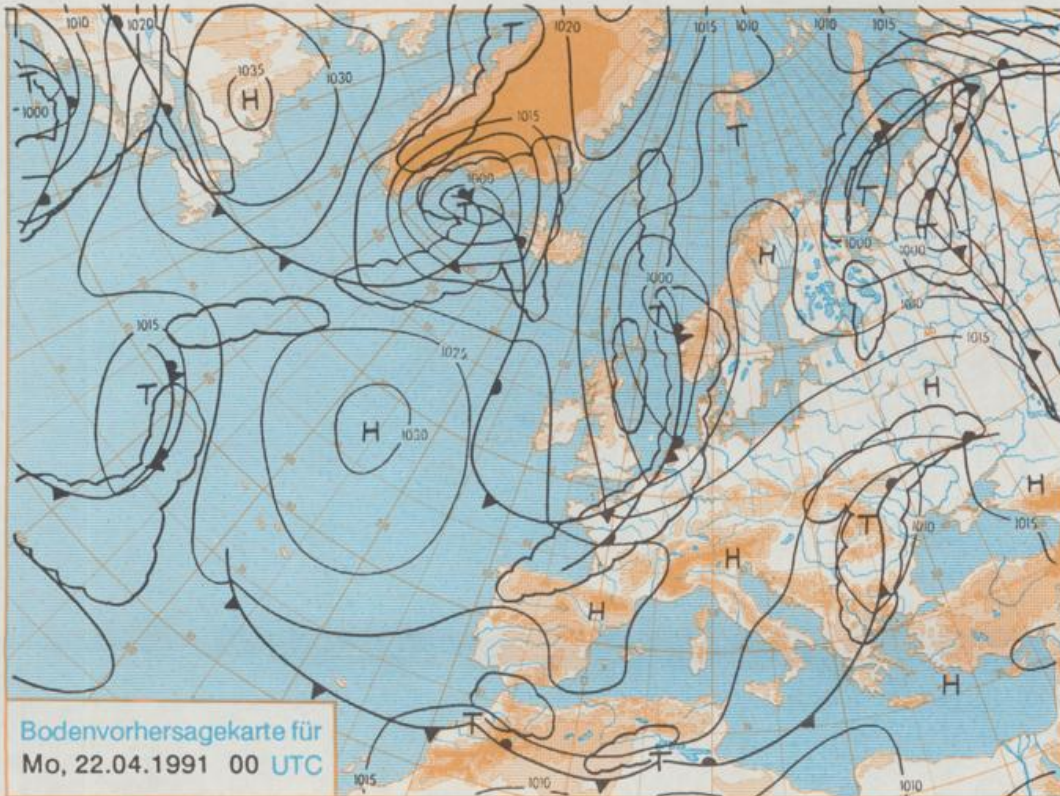 1010 1020 T 1020 1015 1010 1010 1015
1035 1030
T H
1000 1015
T
1000
T T
H T
1000 1000 1000
T 1010
1015 1025 1015
T H
H 1030
H
T 1010 1015
H
H
H
T
T
1015 1010 1010
Bodenvorhersagekarte für
Mo, 22.04.1991 00 UTC